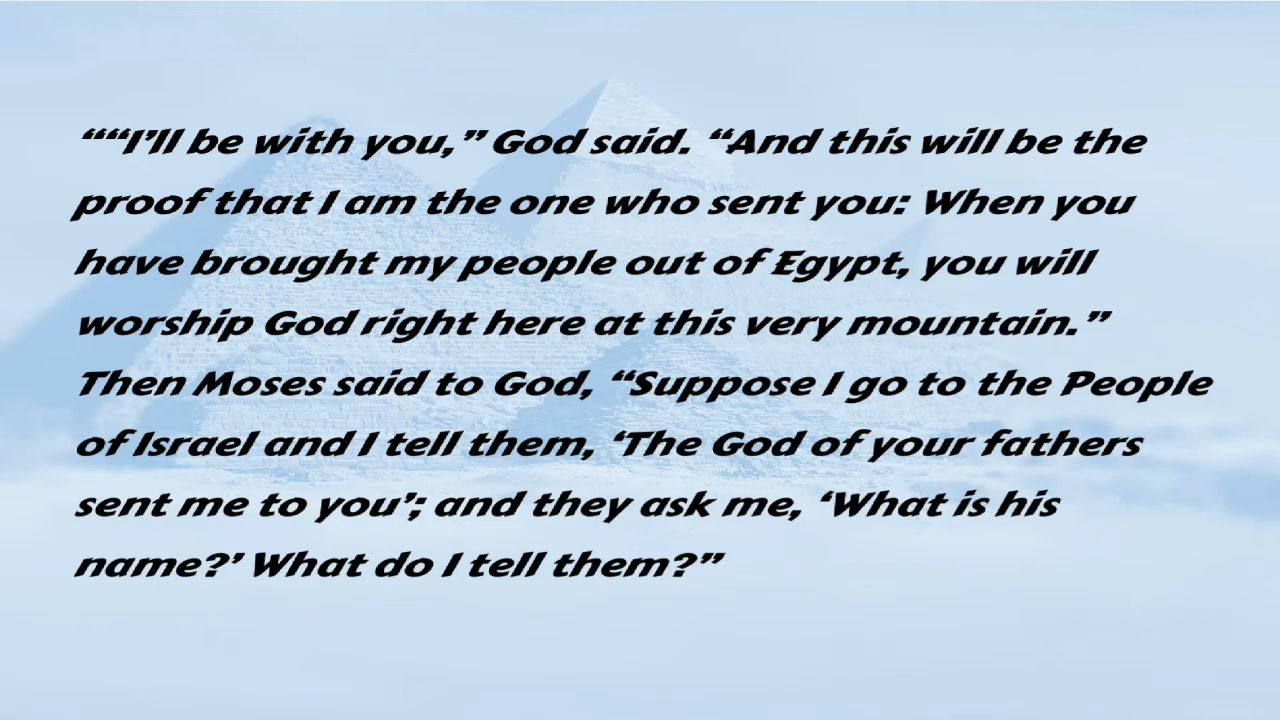 ““I’ll be with you,” God said. “And this will be the
proof that I am the one who sent you: When you
have brought my people out of Egypt, you will
worship God right here at this very mountain.”
Then Moses said to God, “Suppose I go to the People
of Israel and I tell them, ‘The God of your fathers
sent me to you’; and they ask me, ‘What is his
name?’ What do I tell them?”